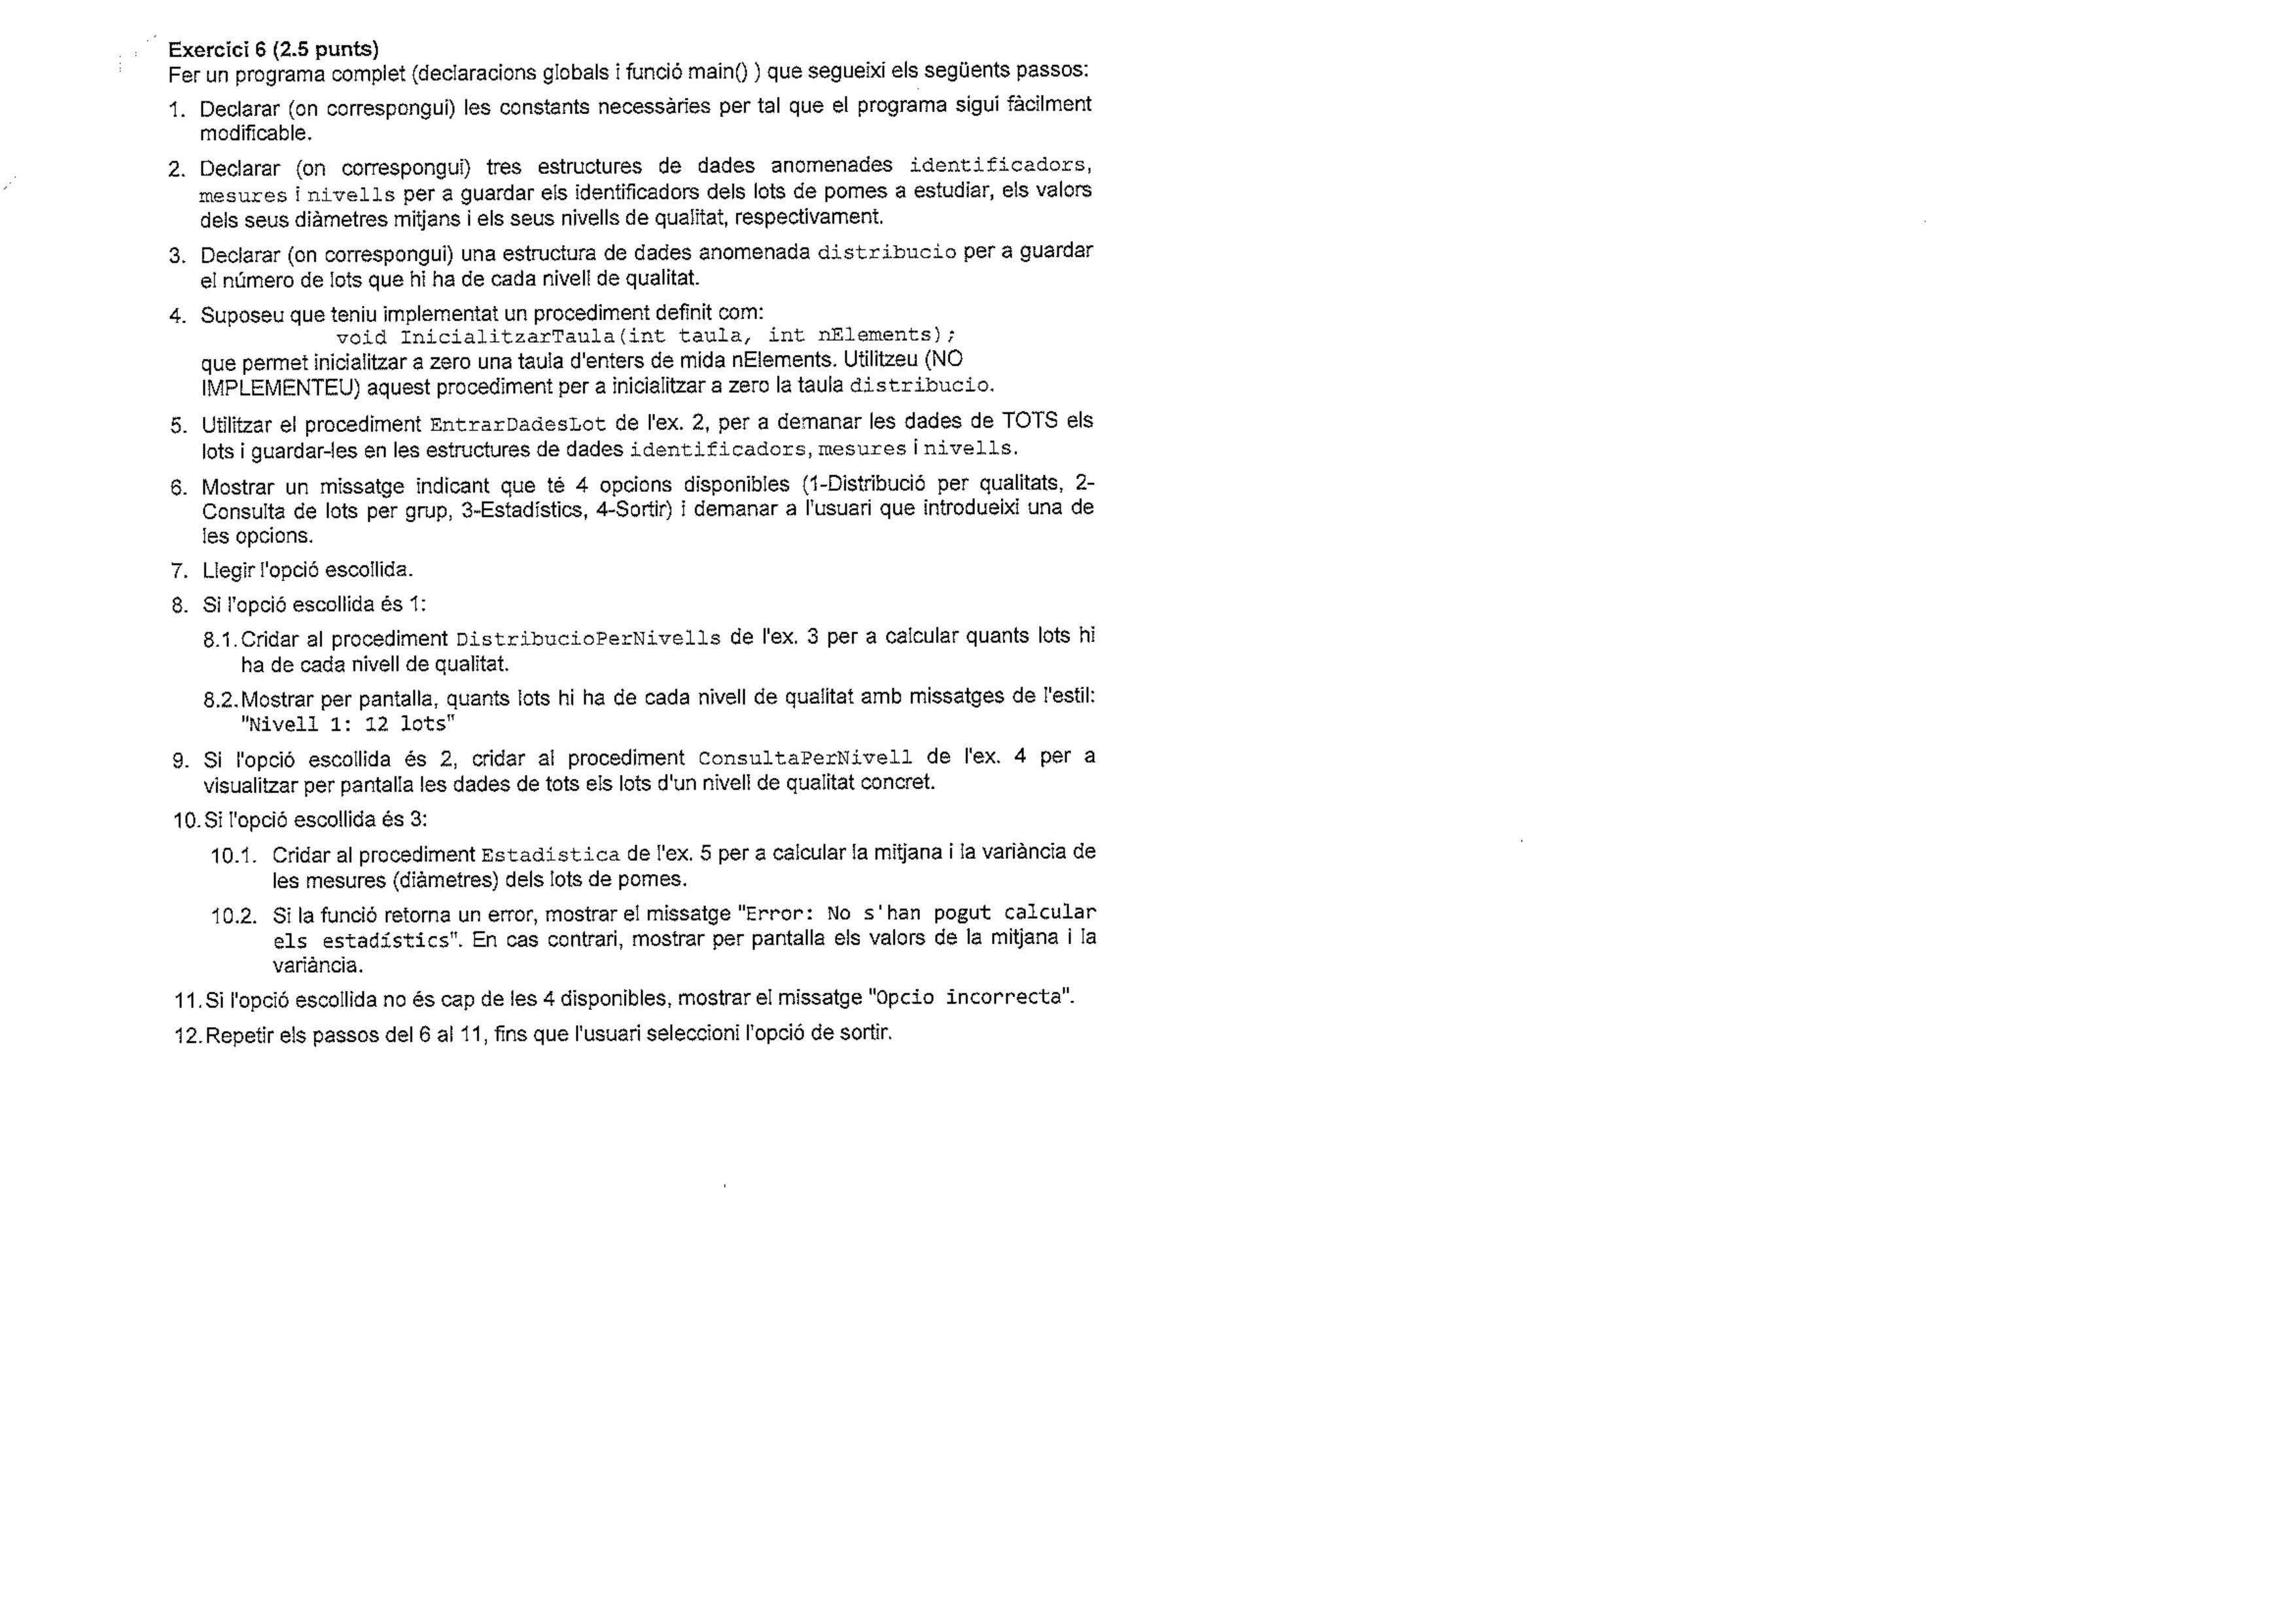 Exercici 6 (2.5 punts)
Fer un programa complet (declaracions globals i funció main() ) que segueixi els següents passos:
1. Declarar (on correspongui) les constants necessàries per tal que el programa sigui fàcilment
modificable.
2. Declarar (on correspongui) tres estructures de dades anomenades identificadors,
mesures i nivells per a guardar els identificadors dels lots de pomes a estudiar, els valors
dels seus diàmetres mitjans i els seus nivells de qualitat, respectivament.
3. Declarar (on correspongui) una estructura de dades anomenada distribucio per a guardar
el número de lots que hi ha de cada nivell de qualitat.
4. Suposeu que teniu implementat un procediment definit com:
void InicialitzarTaula(int taula, int nElements);
que permet inicialitzar a zero una taula d'enters de mida nElements. Utilitzeu (NO
IMPLEMENTEU) aquest procediment per a inicialitzar a zero la taula distribucio.
5. Utilitzar el procediment EntrarDadesLot de l'ex. 2, per a demanar les dades de TOTS els
lots i guardar-les en les estructures de dades identificadors, mesures i nivells.
6. Mostrar un missatge indicant que té 4 opcions disponibles (1-Distribució per qualitats, 2-
Consulta de lots per grup, 3-Estadístics, 4-Sortir) i demanar a l'usuari que introdueixi una de
les opcions.
7. Llegir l'opció escollida.
8. Si l'opció escollida és 1:
8.1. Cridar al procediment DistribucioPerNivells de l'ex. 3 per a calcular quants lots hi
ha de cada nivell de qualitat.
8.2. Mostrar per pantalla, quants lots hi ha de cada nivell de qualitat amb missatges de l'estil:
"Nivell 1: 12 lots"
9. Si l'opció escollida és 2, cridar al procediment ConsultaPerNivell de l'ex. 4 per a
visualitzar per pantalla les dades de tots els lots d'un nivell de qualitat concret.
10. Si l'opció escollida és 3:
10.1. Cridar al procediment Estadistica de l'ex. 5 per a calcular la mitjana i la variància de
les mesures (diàmetres) dels lots de pomes.
10.2. Si la funció retorna un error, mostrar el missatge "Error: No s'han pogut calcular
els estadístics". En cas contrari, mostrar per pantalla els valors de la mitjana i la
variància.
11. Si l'opció escollida no és cap de les 4 disponibles, mostrar el missatge "Opcio incorrecta".
12. Repetir els passos del 6 al 11, fins que l'usuari seleccioni l'opció de sortir.